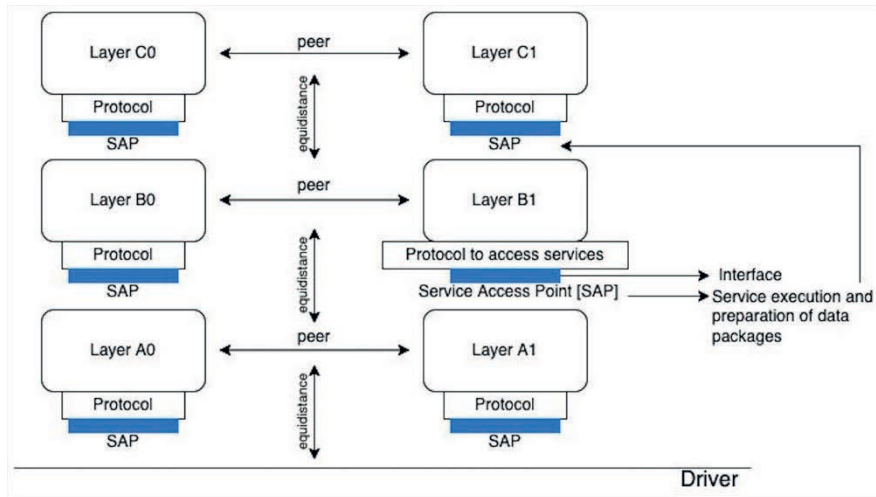 Layer C0
peer
Layer C1
Protocol
equidistance
Protocol
SAP
SAP
Layer B0
peer
Layer B1
Protocol
equidistance
Protocol to access services
SAP
Interface
Service Access Point [SAP]
Service execution and
preparation of data
packages
Layer A0
peer
Layer A1
Protocol
equidistance
Protocol
SAP
SAP
Driver